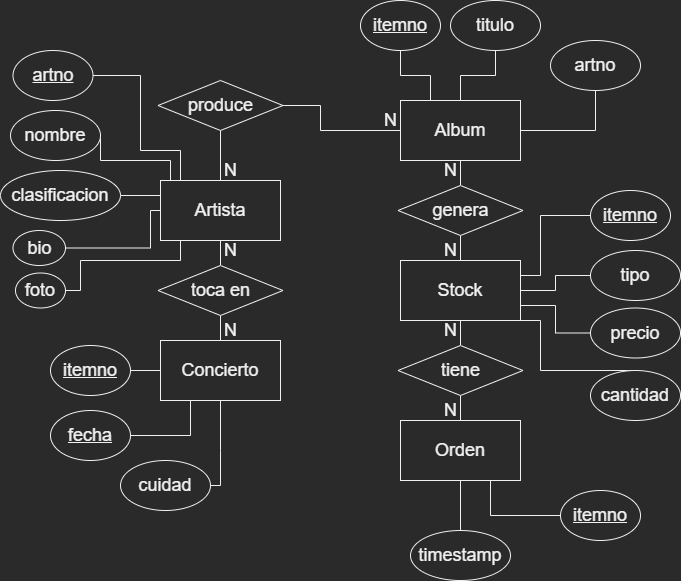 itemno
titulo
artno
artno
produce
N
Album
nombre
N
N
clasificacion
Artista
genera
itemno
bio
N
N
tipo
foto
toca en
Stock
N
N
precio
itemno
Concierto
tiene
cantidad
N
fecha
Orden
cuidad
itemno
timestamp